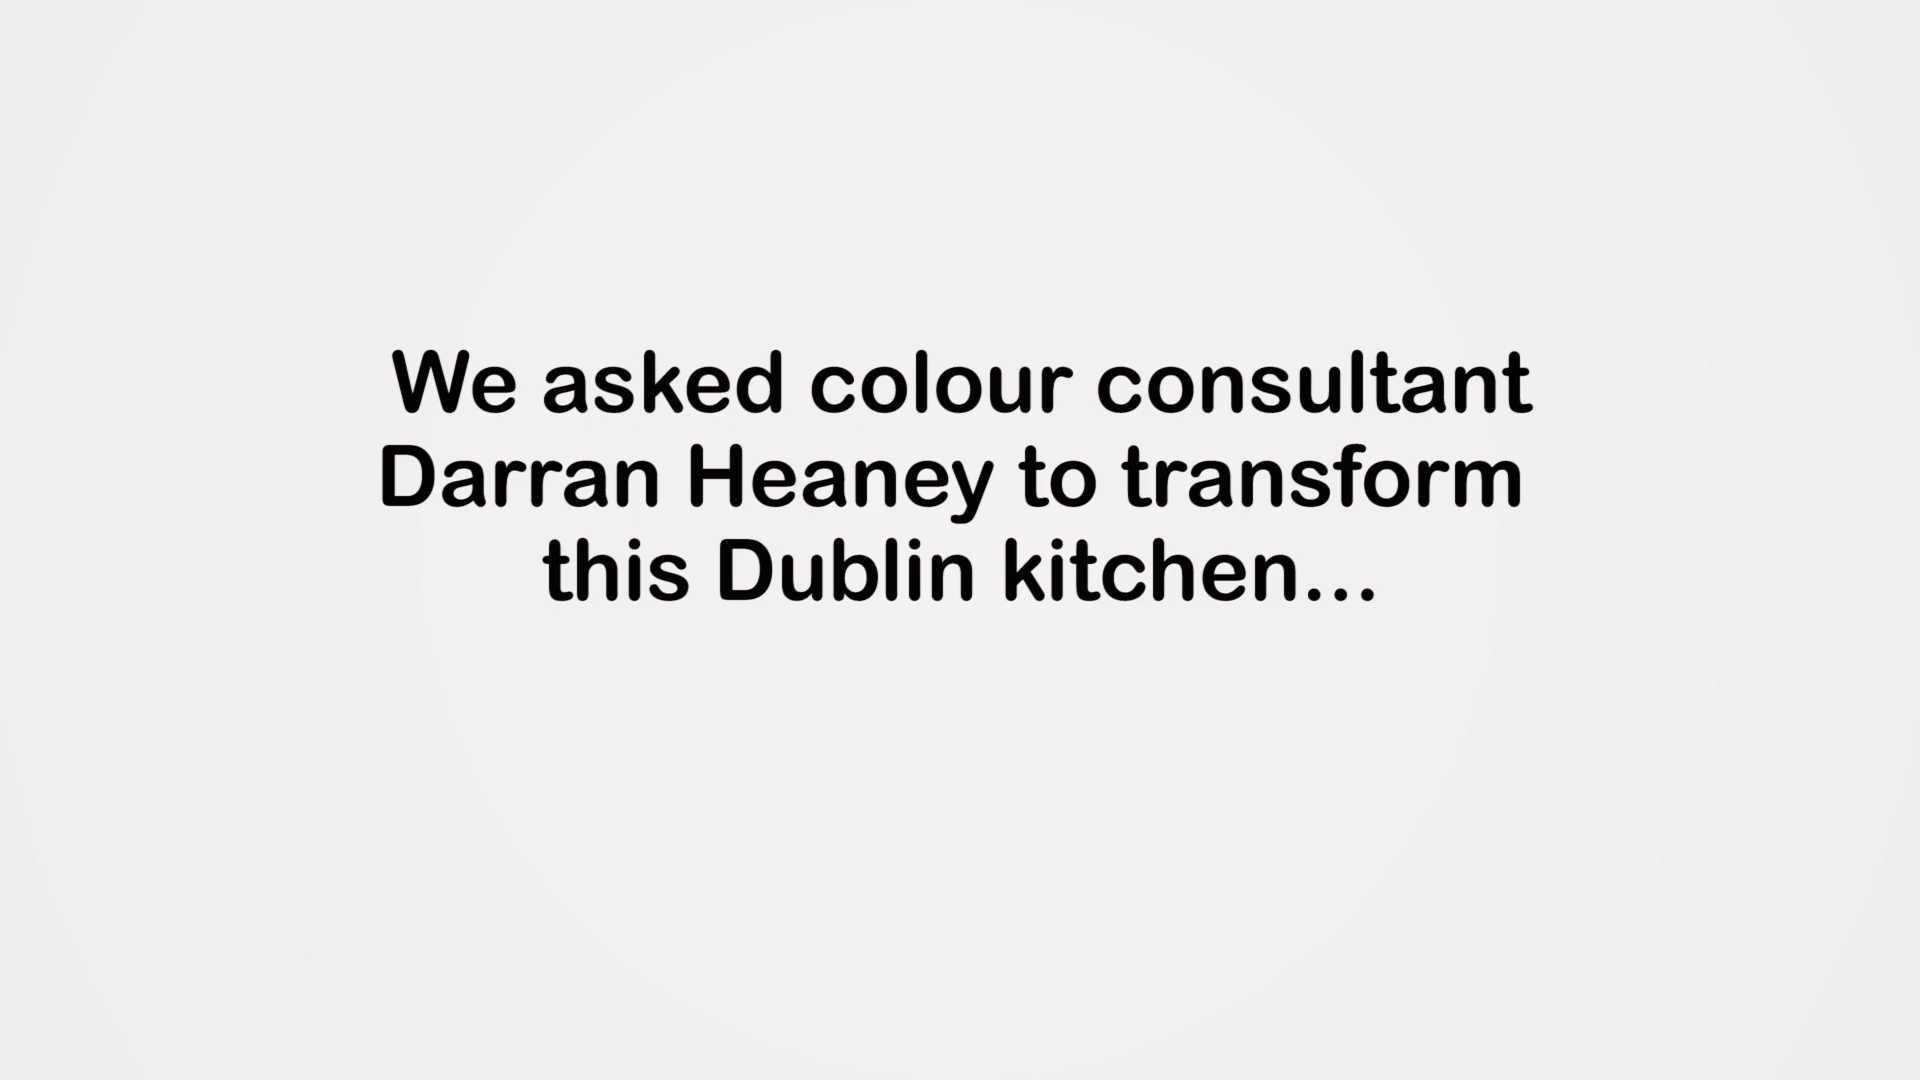 We asked colour consultant
Darran Heaney to transform
this Dublin kitchen...